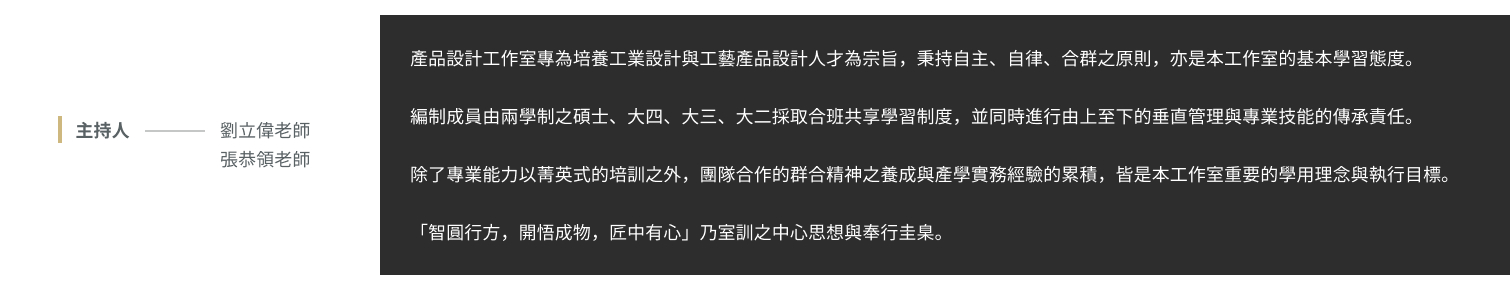 主持人
劉立偉老師
張恭領老師
產品設計工作室專為培養工業設計與工藝產品設計人才為宗旨，秉持自主、自律、合群之原則，亦是本工作室的基本學習態度。
編制成員由兩學制之碩士、大四、大三、大二採取合班共享學習制度，並同時進行由上至下的垂直管理與專業技能的傳承責任。
除了專業能力以菁英式的培訓之外，團隊合作的群合精神之養成與產學實務經驗的累積，皆是本工作室重要的學用理念與執行目標。
「智圓行方，開悟成物，匠中有心」乃室訓之中心思想與奉行圭臬。